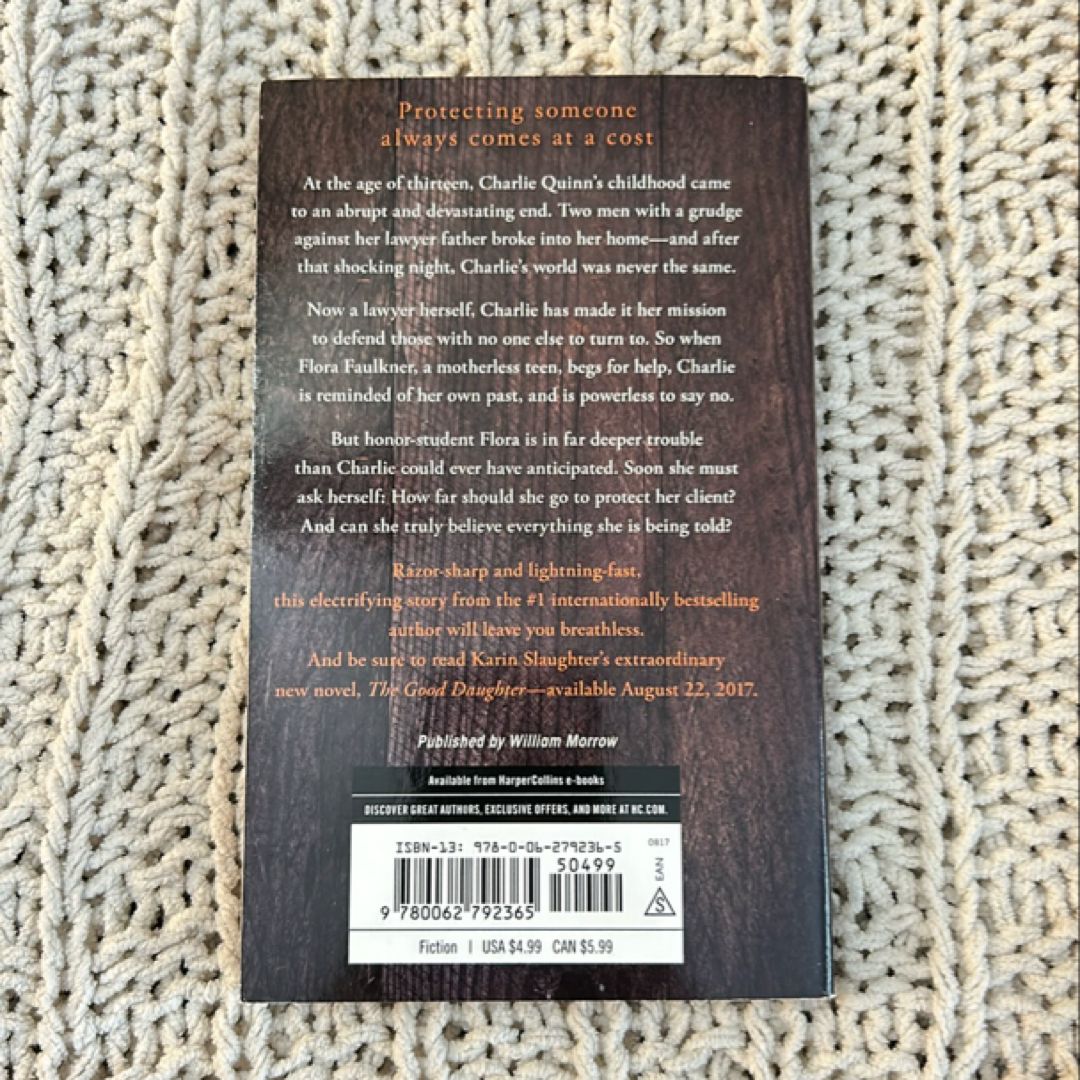 Protecting someone
always comes at a cost
At the age of thirteen, Charlie Quinn's childhood came
to an abrupt and devastating end. Two men with a grudge
against her lawyer father broke into her home—and after
that shocking night, Charlie's world was never the same.
Now a lawyer herself, Charlie has made it her mission
to defend those with no one else to turn to. So when
Flora Faulkner, a motherless teen, begs for help, Charlie
is reminded of her own past, and is powerless to say no.
But honor-student Flora is in far deeper trouble
than Charlie could ever have anticipated. Soon she must
ask herself: How far should she go to protect her client?
And can she truly believe everything she is being told?
Razor-sharp and lightning-fast,
this electrifying story from the #1 internationally bestselling
author will leave you breathless.
And be sure to read Karin Slaughter's extraordinary
new novel, The Good Daughter—available August 22, 2017.
Published by William Morrow
Available from HarperCollins e-books
DISCOVER GREAT AUTHORS, EXCLUSIVE OFFERS, AND MORE AT HC.COM.
ISBN-13: 978-0-06-279236-5
0817
50499
EAN
S
9 780062 792365
Fiction | USA $4.99 CAN $5.99